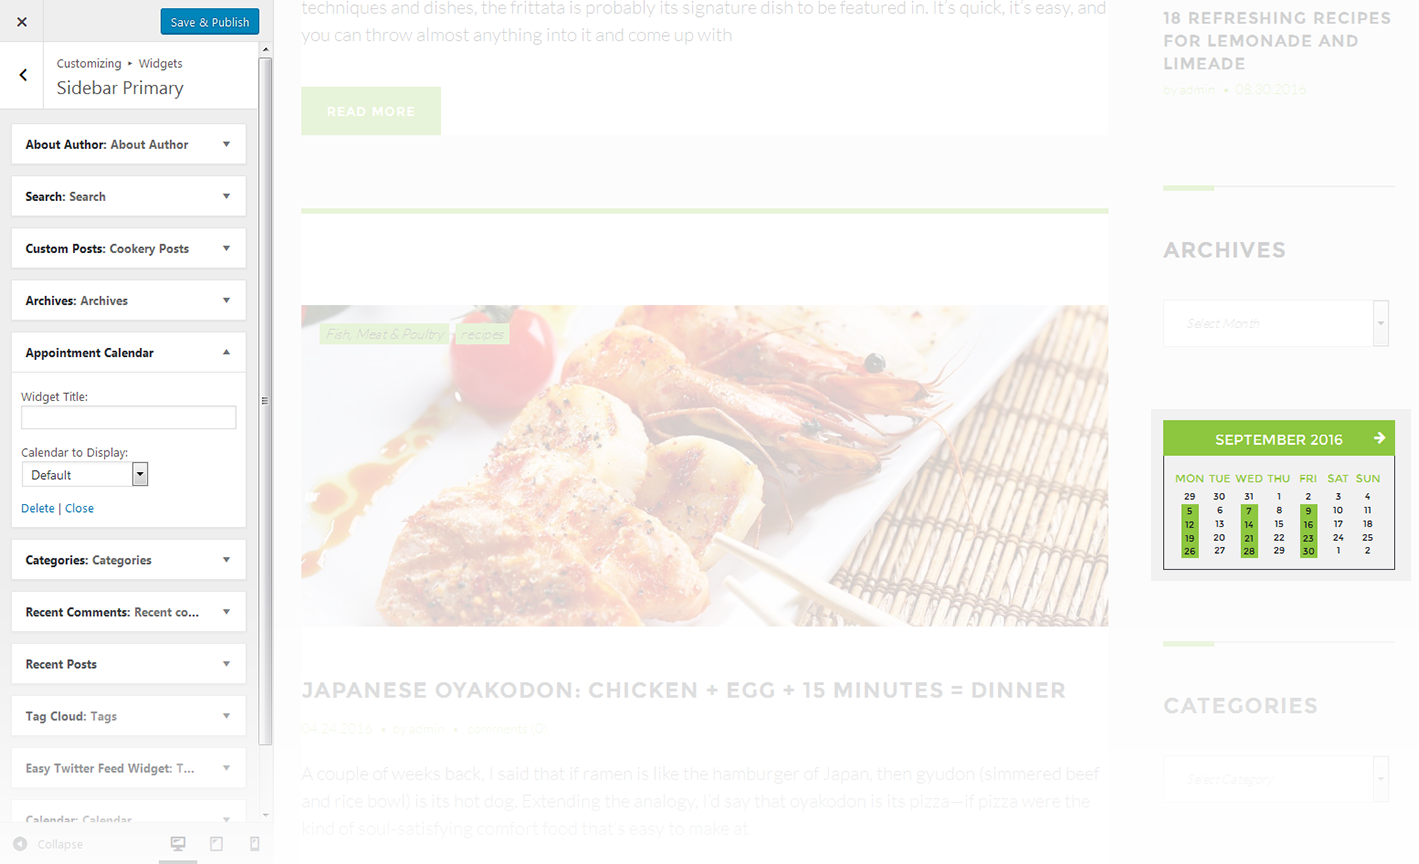 Save & Publish
Customizing ▸ Widgets
Sidebar Primary
About Author: About Author
Search: Search
Custom Posts: Cookery Posts
Archives: Archives
Appointment Calendar
Widget Title:
Calendar to Display:
Default
Delete | Close
Categories: Categories
Recent Comments: Recent co...
Recent Posts
Tag Cloud: Tags
Easy Twitter Feed Widget: T...
Calendar: Calendar
Collapse
techniques and dishes, the frittata is probably its signature dish to be featured in. It's quick, it's easy, and
you can throw almost anything into it and come up with
READ MORE
Fish, Meat & Poultry recipes
JAPANESE OYAKODON: CHICKEN + EGG + 15 MINUTES = DINNER
04.24.2016 • by admin • comments (0)
A couple of weeks back, I said that if ramen is like the hamburger of Japan, then gyudon (simmered beef
and rice bowl) is its hot dog. Extending the analogy, I'd say that oyakodon is its pizza—if pizza were the
kind of soul-satisfying comfort food that's easy to make at
18 REFRESHING RECIPES
FOR LEMONADE AND
LIMEADE
by admin • 03.30.2016
ARCHIVES
Select Month
SEPTEMBER 2016
MON TUE WED THU FRI SAT SUN
29 30 31 1 2 3 4
5 6 7 8 9 10 11
12 13 14 15 16 17 18
19 20 21 22 23 24 25
26 27 28 29 30 1 2
CATEGORIES
Select Category